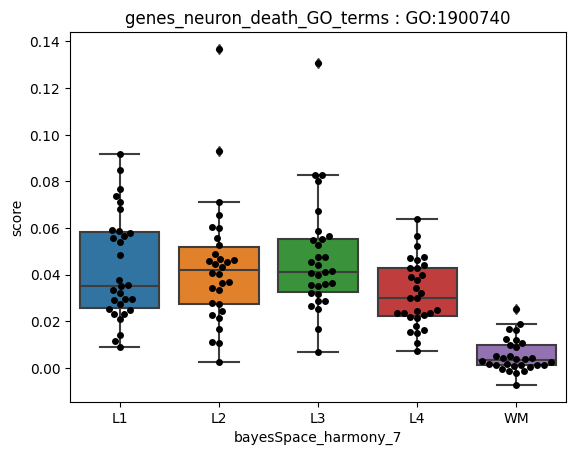 genes_neuron_death_GO_terms : GO:1900740
0.14
0.12
0.10
0.08
0.06
0.04
0.02
0.00
score
L1 L2 L3 L4 WM
bayesSpace_harmony_7